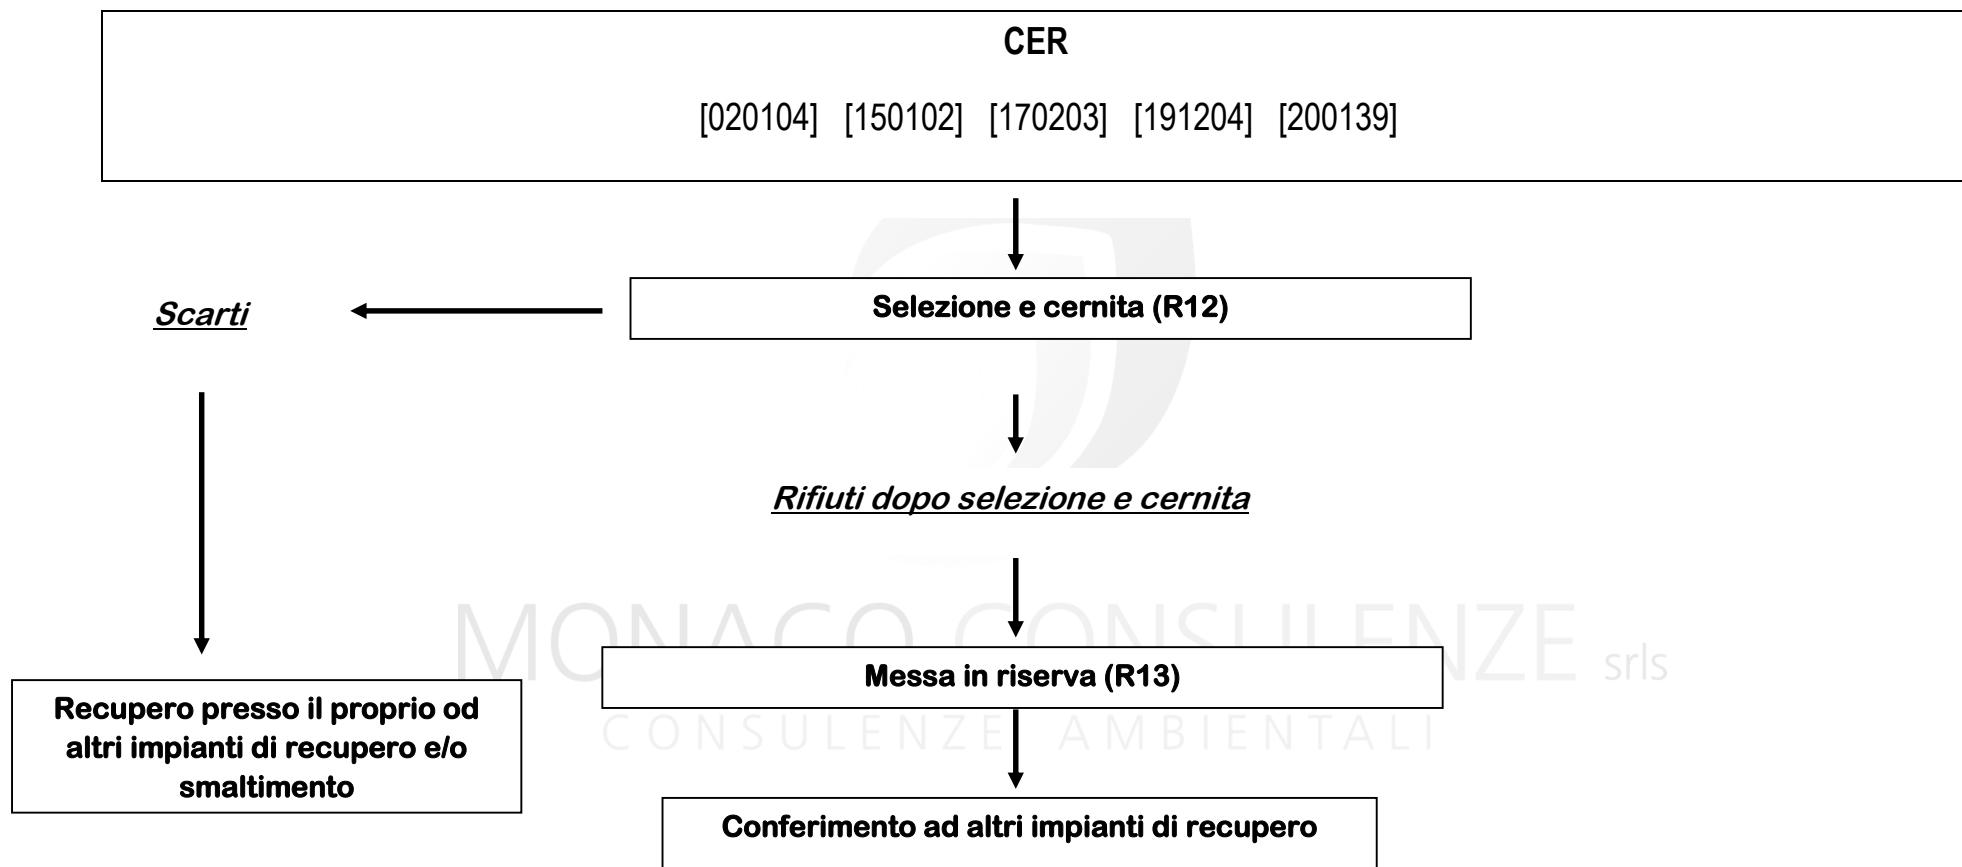 CER
[020104] [150102] [170203] [191204] [200139]
Selezione e cernita (R12)
Scarti
Rifiuti dopo selezione e cernita
MONACO CONSULENZE srls
Messa in riserva (R13)
Recupero presso il proprio od
altri impianti di recupero e/o
smaltimento
CONSULENZE AMBIENTALI
Conferimento ad altri impianti di recupero